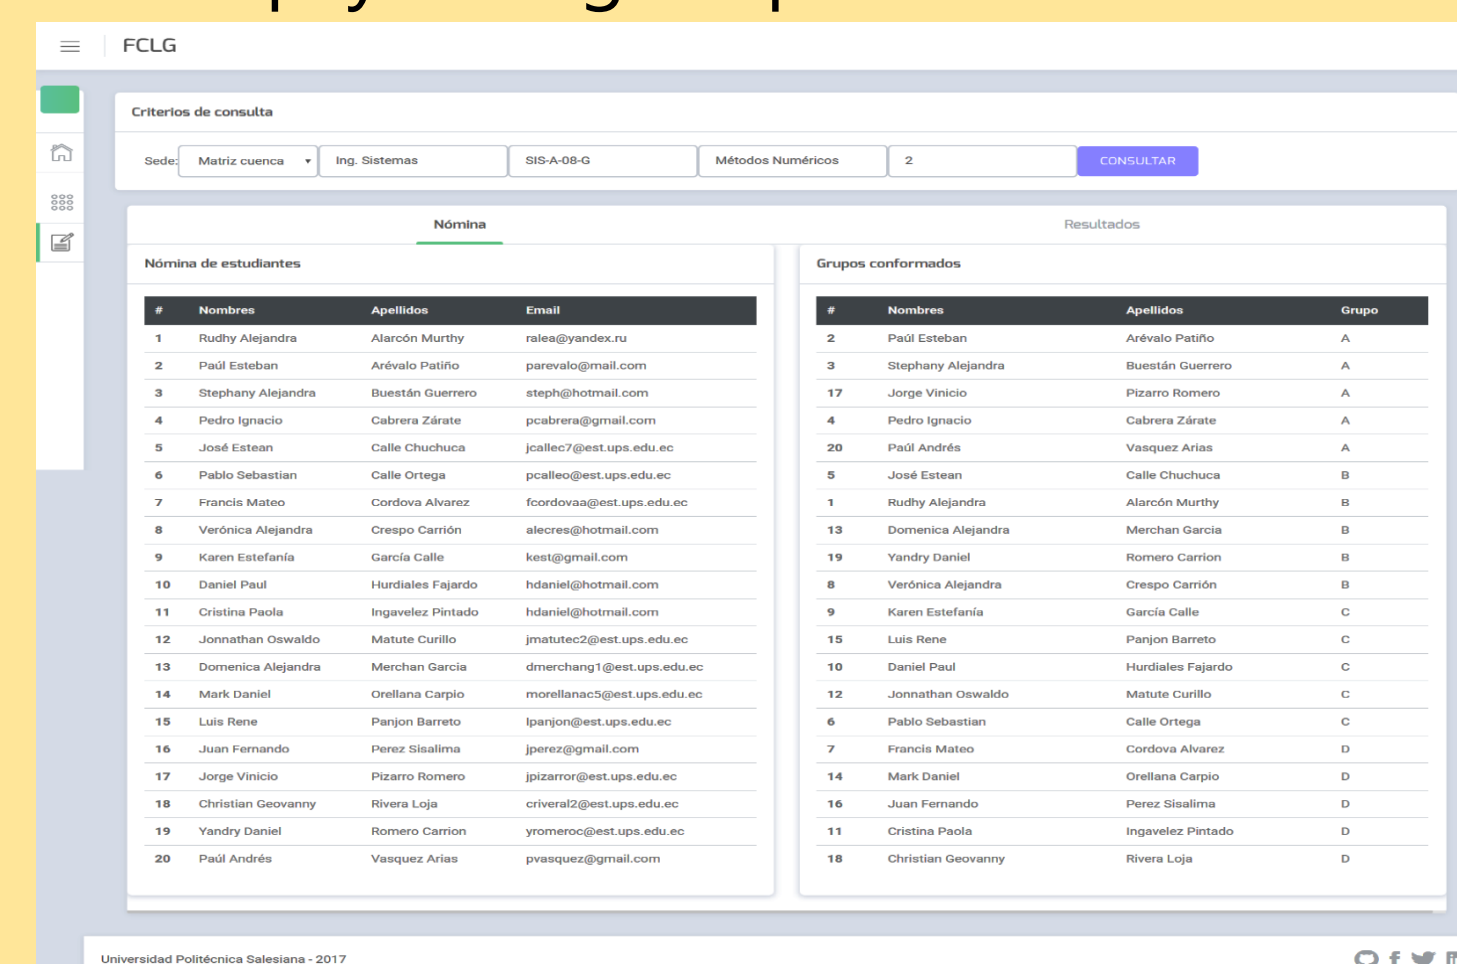 FCLG
Criterios de consulta
Sede: Matriz cuenca Ing. Sistemas SIS-A-08-G Métodos Numéricos 2 CONSULTAR
Nómina Resultados
Nómina de estudiantes
# Nombres Apellidos Email
1 Rudhy Alejandra Alarcón Murthy ralea@yandex.ru
2 Paúl Esteban Arévalo Patiño parevalo@mail.com
3 Stephany Alejandra Buestán Guerrero steph@hotmail.com
4 Pedro Ignacio Cabrera Zárate pcabrera@gmail.com
5 José Estean Calle Chuchuca jcallec7@est.ups.edu.ec
6 Pablo Sebastian Calle Ortega pcalleo@est.ups.edu.ec
7 Francis Mateo Cordova Alvarez fcordovaa@est.ups.edu.ec
8 Verónica Alejandra Crespo Carrión alecres@hotmail.com
9 Karen Estefanía García Calle kest@gmail.com
10 Daniel Paul Hurdiales Fajardo hdaniel@hotmail.com
11 Cristina Paola Ingavelez Pintado hdaniel@hotmail.com
12 Jonnathan Oswaldo Matute Curillo jmatutec2@est.ups.edu.ec
13 Domenica Alejandra Merchan Garcia dmerchang1@est.ups.edu.ec
14 Mark Daniel Orellana Carpio morellanac5@est.ups.edu.ec
15 Luis Rene Panjon Barreto lpanjon@est.ups.edu.ec
16 Juan Fernando Perez Sisalima jperez@gmail.com
17 Jorge Vinicio Pizarro Romero jpizarror@est.ups.edu.ec
18 Christian Geovanny Rivera Loja criveral2@est.ups.edu.ec
19 Yandry Daniel Romero Carrion yromeroc@est.ups.edu.ec
20 Paúl Andrés Vasquez Arias pvasquez@gmail.com
Grupos conformados
# Nombres Apellidos Grupo
2 Paúl Esteban Arévalo Patiño A
3 Stephany Alejandra Buestán Guerrero A
17 Jorge Vinicio Pizarro Romero A
4 Pedro Ignacio Cabrera Zárate A
20 Paúl Andrés Vasquez Arias A
5 José Estean Calle Chuchuca B
1 Rudhy Alejandra Alarcón Murthy B
13 Domenica Alejandra Merchan Garcia B
19 Yandry Daniel Romero Carrion B
8 Verónica Alejandra Crespo Carrión B
9 Karen Estefanía García Calle C
15 Luis Rene Panjon Barreto C
10 Daniel Paul Hurdiales Fajardo C
12 Jonnathan Oswaldo Matute Curillo C
6 Pablo Sebastian Calle Ortega C
7 Francis Mateo Cordova Alvarez D
14 Mark Daniel Orellana Carpio D
16 Juan Fernando Perez Sisalima D
11 Cristina Paola Ingavelez Pintado D
18 Christian Geovanny Rivera Loja D
Universidad Politécnica Salesiana - 2017